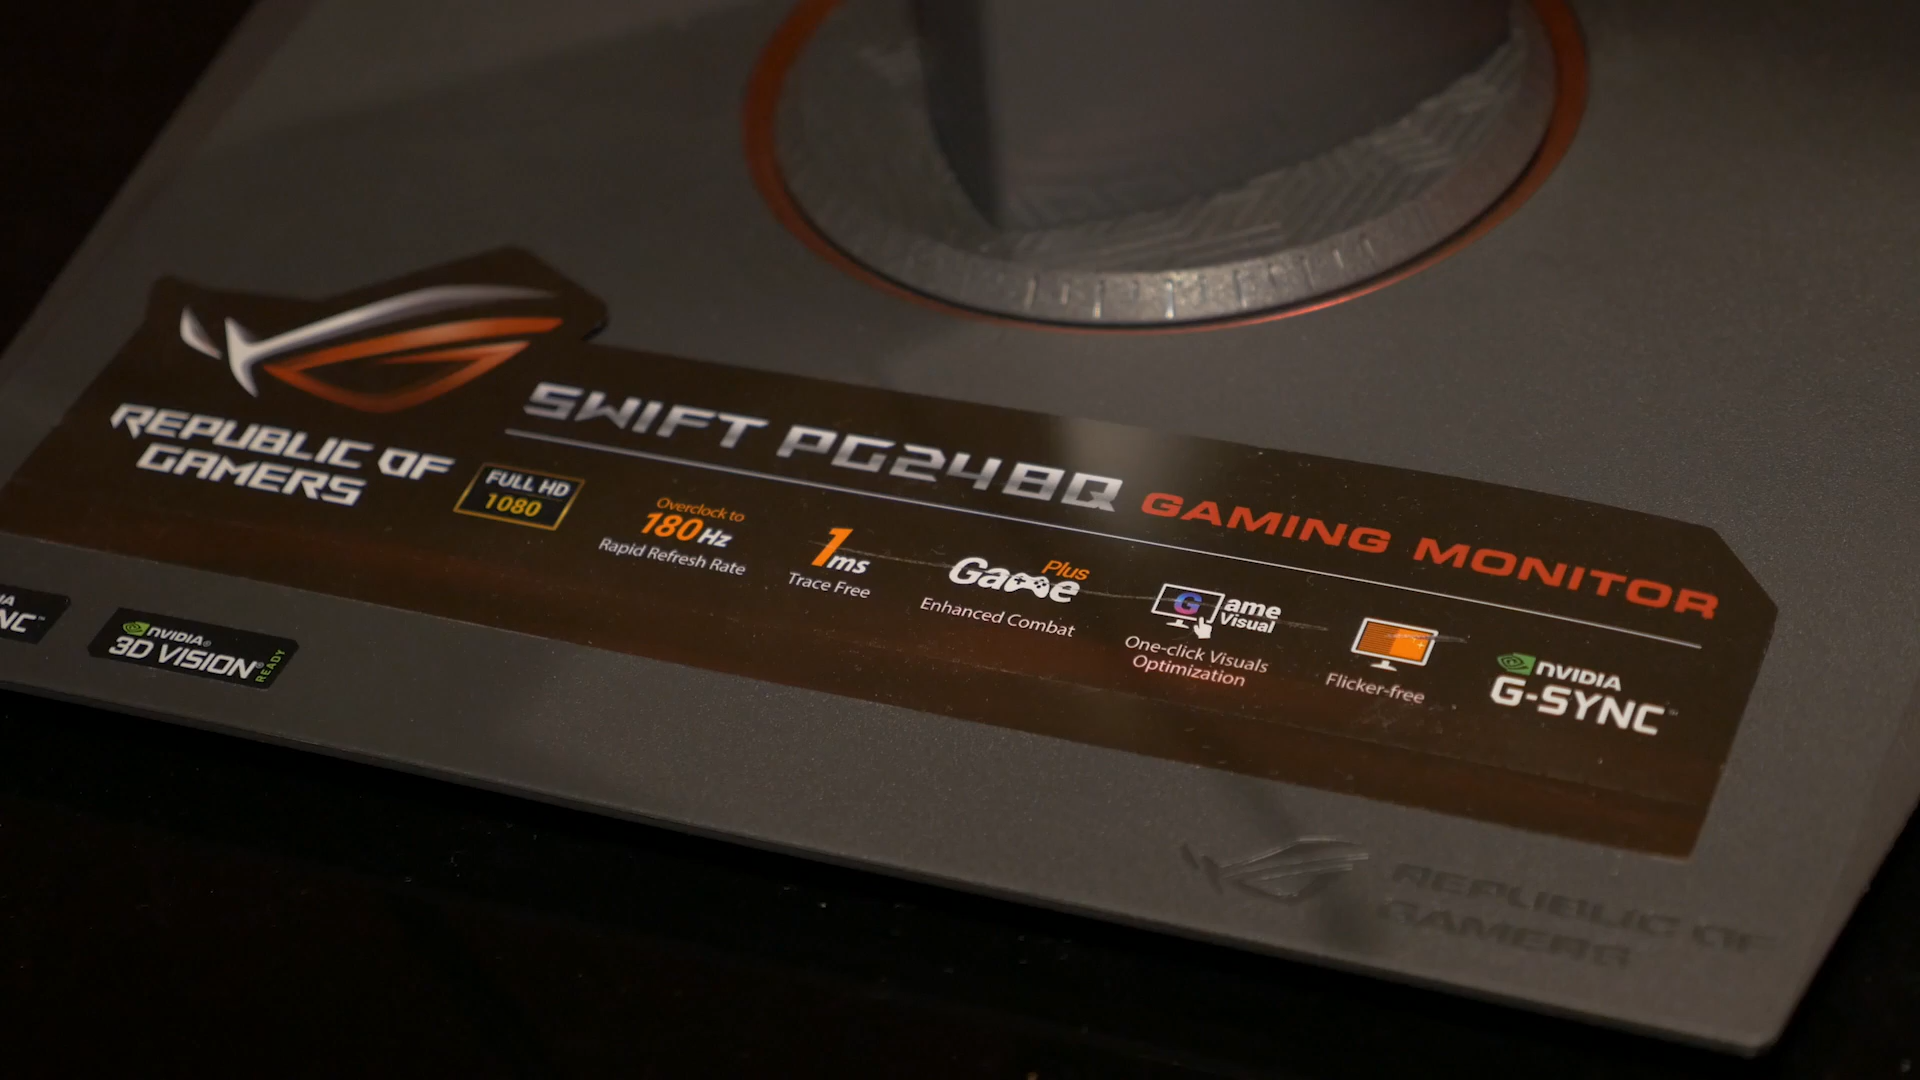 REPUBLIC OF
GAMERS
SWIFT PG248Q GAMING MONITOR
FULL HD
1080
Overclock to
180Hz
Rapid Refresh Rate
1ms
Trace Free
Game Plus
Enhanced Combat
Game
Visual
One-click Visuals
Optimization
Flicker-free
NVIDIA
G-SYNC™
NVIDIA®
3D VISION®
READY
REPUBLIC OF
GAMERS